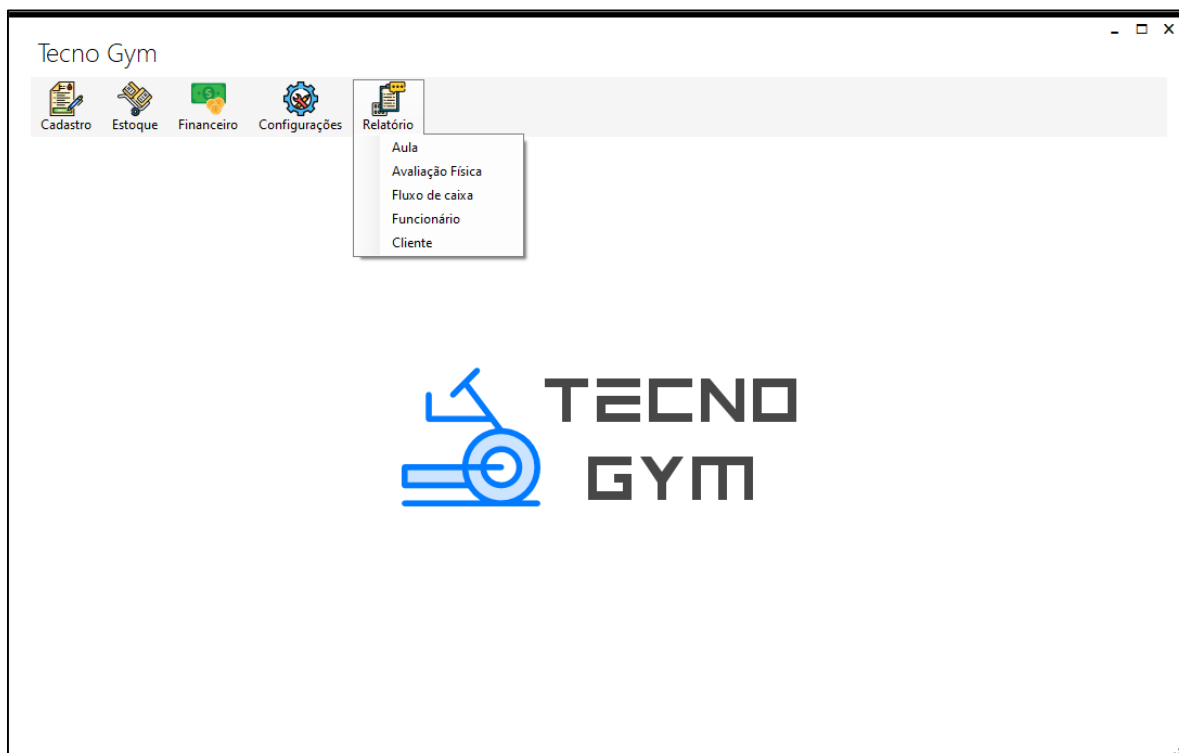 Tecno Gym
Cadastro Estoque Financeiro Configurações Relatório
Aula
Avaliação Física
Fluxo de caixa
Funcionário
Cliente
TECNO
GYM